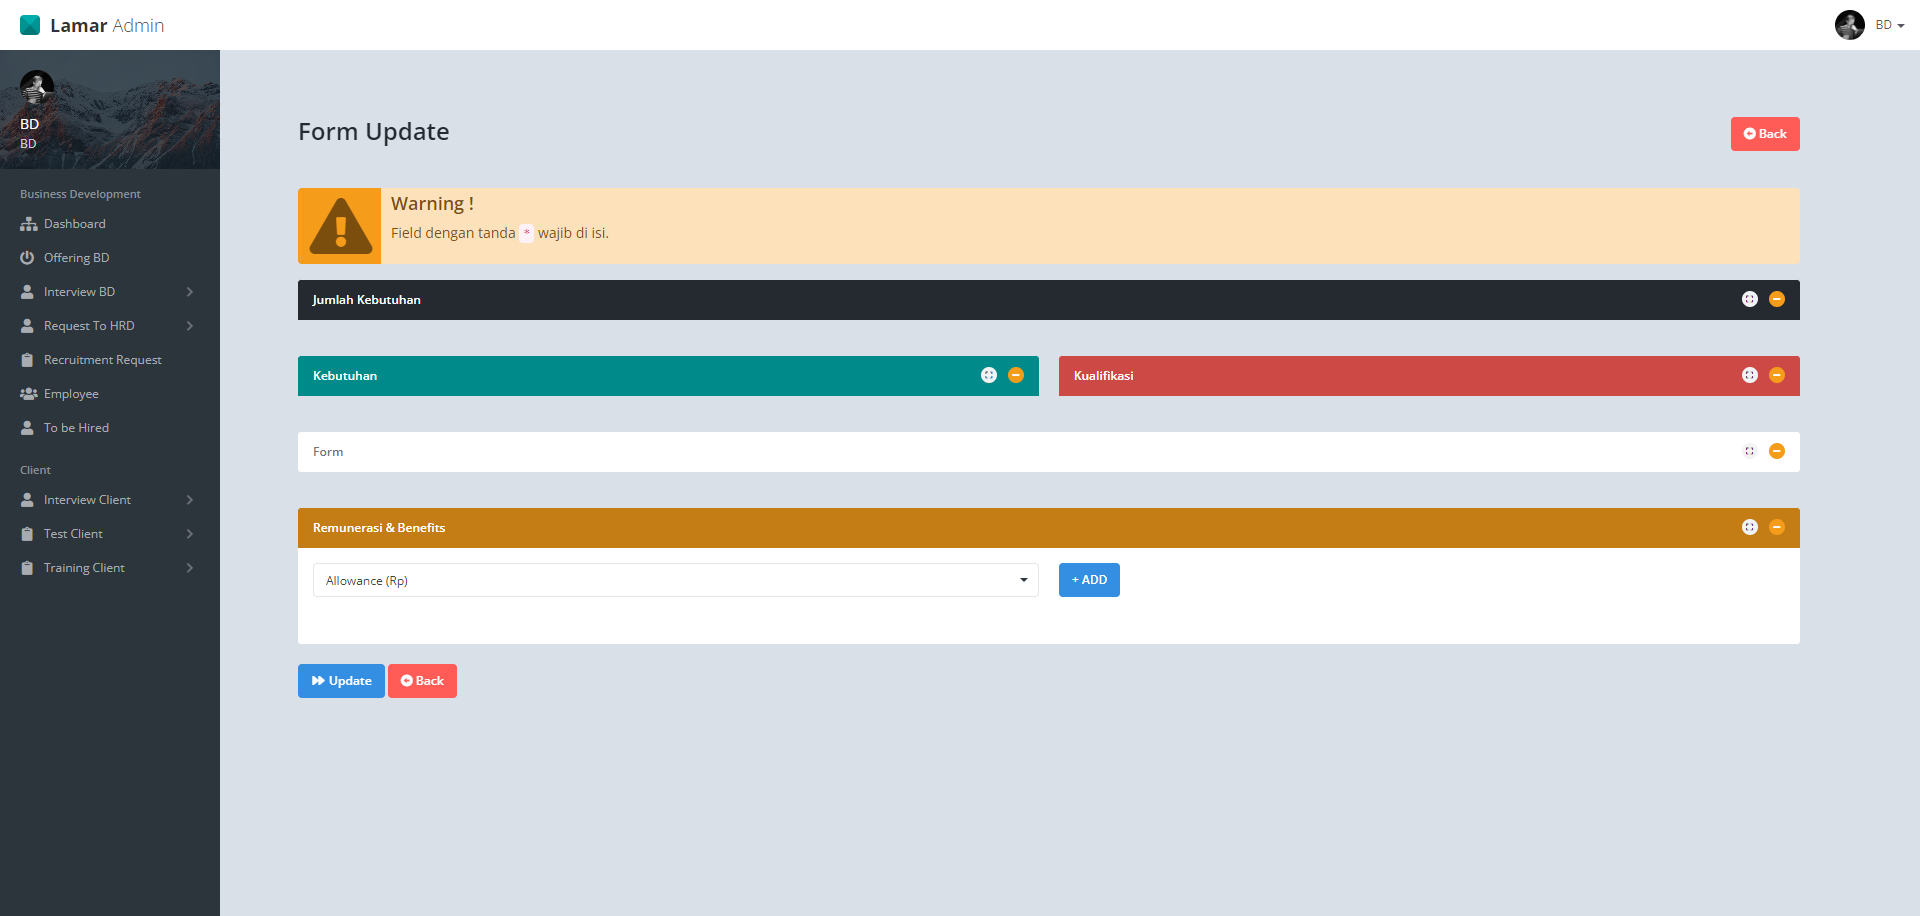 Lamar Admin
BD
BD
BD
Business Development
Dashboard
Offering BD
Interview BD
Request To HRD
Recruitment Request
Employee
To be Hired
Client
Interview Client
Test Client
Training Client
Form Update
Back
Warning !
Field dengan tanda * wajib di isi.
Jumlah Kebutuhan
Kebutuhan
Kualifikasi
Form
Remunerasi & Benefits
Allowance (Rp)
+ ADD
Update
Back